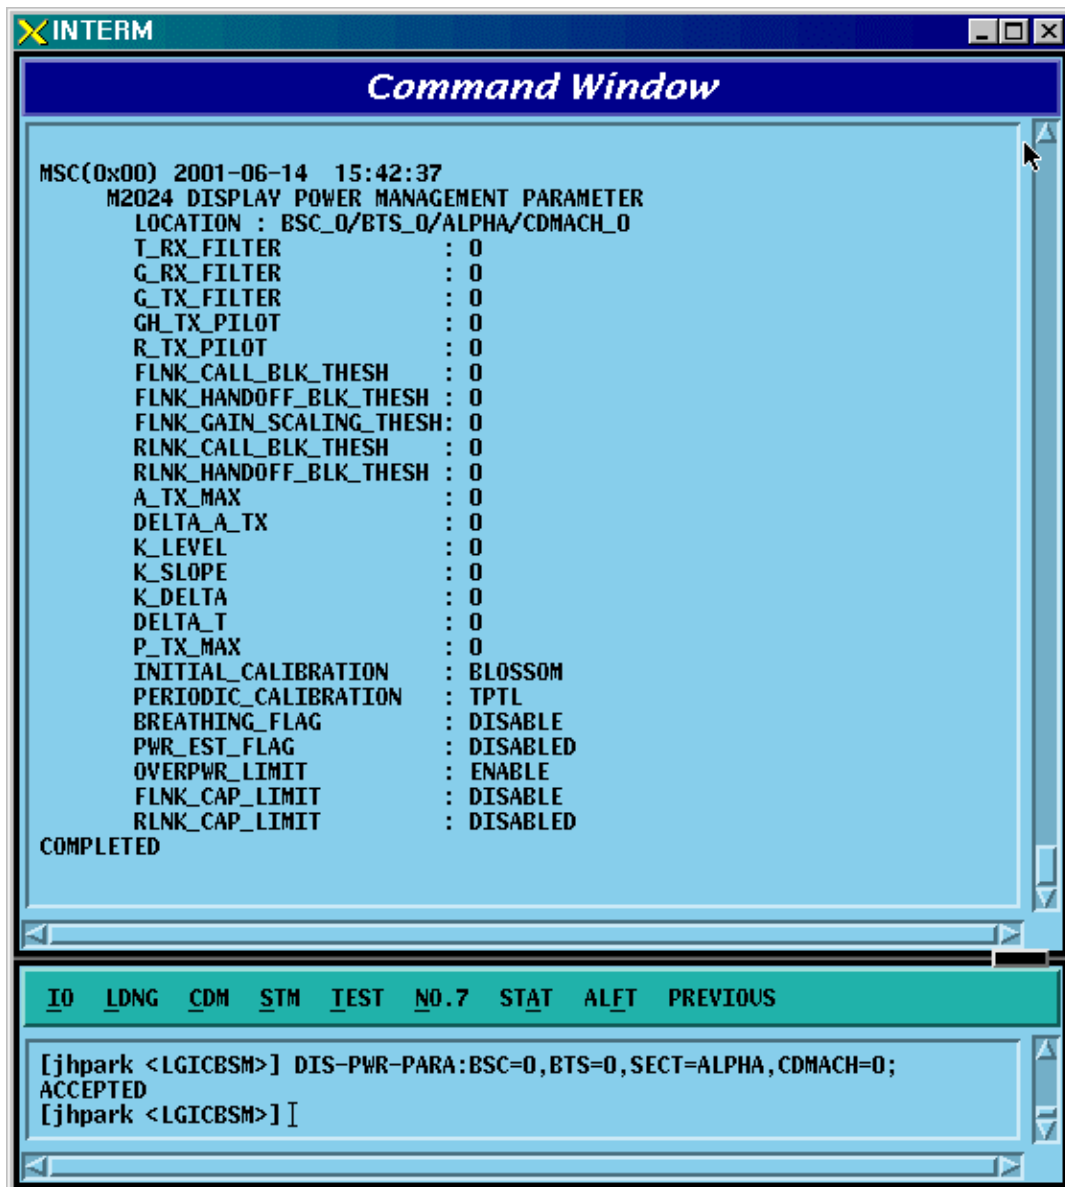 INTERM
Command Window
MSC(0x00) 2001-06-14 15:42:37
M2024 DISPLAY POWER MANAGEMENT PARAMETER
LOCATION : BSC_0/BTS_0/ALPHA/CDMACH_0
T_RX_FILTER : 0
G_RX_FILTER : 0
G_TX_FILTER : 0
GH_TX_PILOT : 0
R_TX_PILOT : 0
FLNK_CALL_BLK_THESH : 0
FLNK_HANDOFF_BLK_THESH : 0
FLNK_GAIN_SCALING_THESH: 0
RLNK_CALL_BLK_THESH : 0
RLNK_HANDOFF_BLK_THESH : 0
A_TX_MAX : 0
DELTA_A_TX : 0
K_LEVEL : 0
K_SLOPE : 0
K_DELTA : 0
DELTA_T : 0
P_TX_MAX : 0
INITIAL_CALIBRATION : BLOSSOM
PERIODIC_CALIBRATION : TPTL
BREATHING_FLAG : DISABLE
PWR_EST_FLAG : DISABLED
OVERPWR_LIMIT : ENABLE
FLNK_CAP_LIMIT : DISABLE
RLNK_CAP_LIMIT : DISABLED
COMPLETED
IO LDNG CDM STM TEST NO.7 STAT ALFT PREVIOUS
[jhpark <LGICBSM>] DIS-PWR-PARA:BSC=0,BTS=0,SECT=ALPHA,CDMACH=0;
ACCEPTED
[jhpark <LGICBSM>]